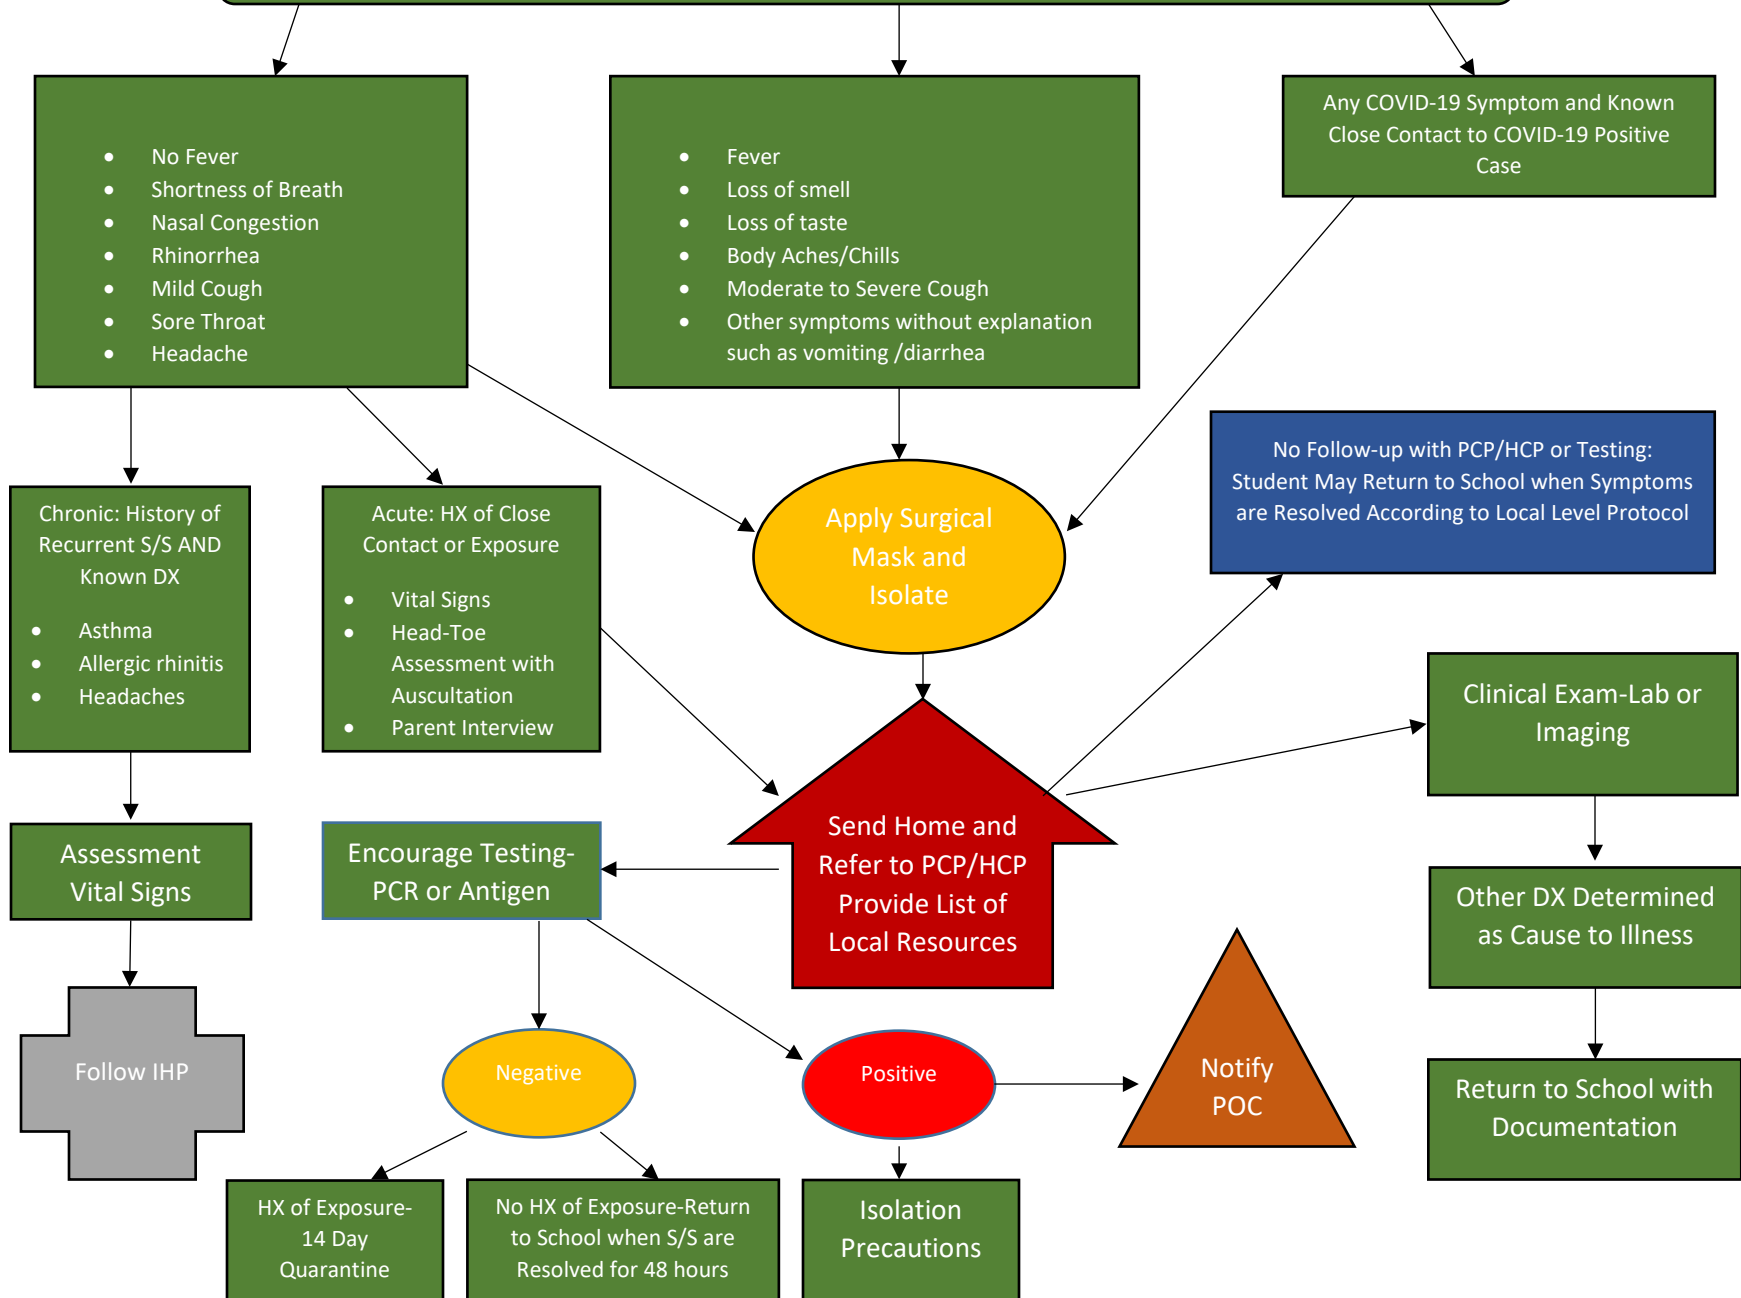 No Fever
Shortness of Breath
Nasal Congestion
Rhinorrhea
Mild Cough
Sore Throat
Headache
Fever
Loss of smell
Loss of taste
Body Aches/Chills
Moderate to Severe Cough
Other symptoms without explanation
such as vomiting /diarrhea
Any COVID-19 Symptom and Known
Close Contact to COVID-19 Positive
Case
Chronic: History of
Recurrent S/S AND
Known DX
Asthma
Allergic rhinitis
Headaches
Acute: HX of Close
Contact or Exposure
Vital Signs
Head-Toe
Assessment with
Auscultation
Parent Interview
Apply Surgical
Mask and
Isolate
No Follow-up with PCP/HCP or Testing:
Student May Return to School when Symptoms
are Resolved According to Local Level Protocol
Clinical Exam-Lab or
Imaging
Assessment
Vital Signs
Encourage Testing-
PCR or Antigen
Send Home and
Refer to PCP/HCP
Provide List of
Local Resources
Other DX Determined
as Cause to Illness
Follow IHP
Negative
Positive
Notify
POC
Return to School with
Documentation
HX of Exposure-
14 Day
Quarantine
No HX of Exposure-Return
to School when S/S are
Resolved for 48 hours
Isolation
Precautions